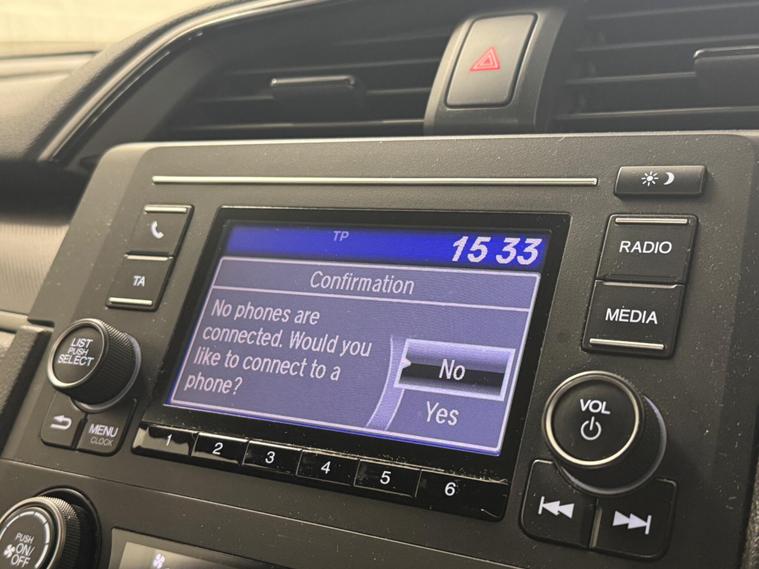 TP
15 33
RADIO
TA
Confirmation
No phones are
connected. Would you
like to connect to a
phone?
No
Yes
MEDIA
LIST
PUSH
SELECT
VOL
MENU
CLOCK
1 2 3 4 5 6
PUSH
ON/
OFF